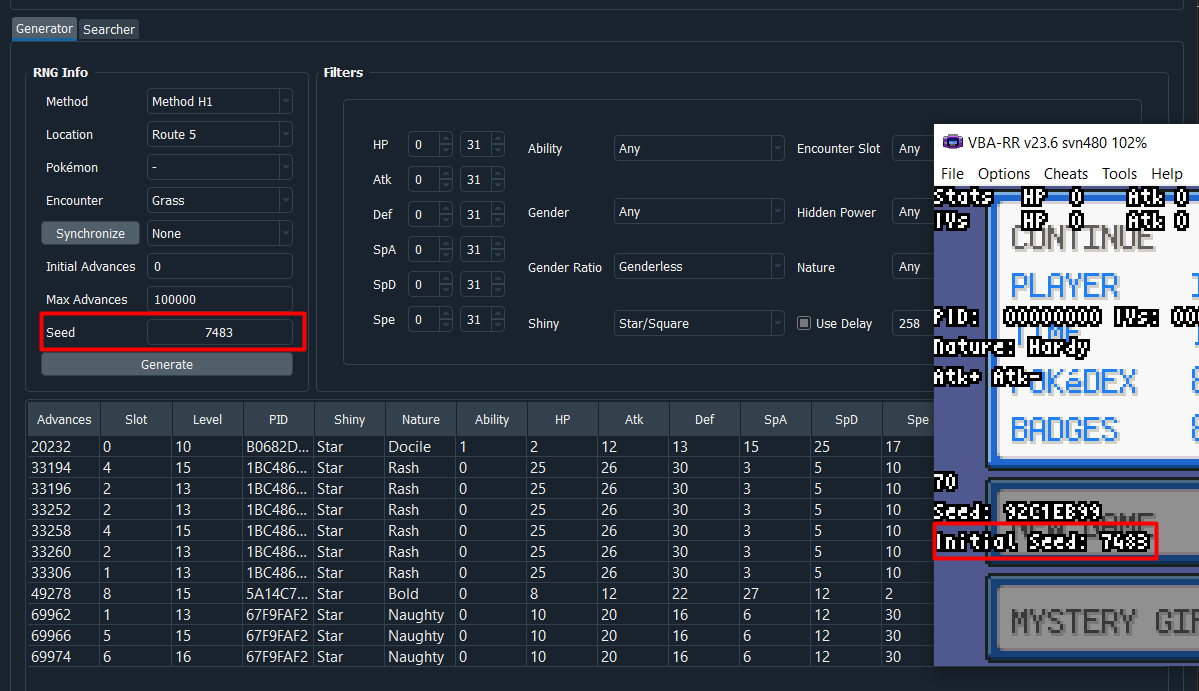 Generator Searcher
RNG Info
Method Method H1
Location Route 5
Pokémon -
Encounter Grass
Synchronize None
Initial Advances 0
Max Advances 100000
Seed 7483
Generate
Filters
HP 0 31
Atk 0 31
Def 0 31
SpA 0 31
SpD 0 31
Spe 0 31
Ability Any
Gender Any
Gender Ratio Genderless
Shiny Star/Square
Encounter Slot Any
Hidden Power Any
Nature Any
Use Delay 258
Advances Slot Level PID Shiny Nature Ability HP Atk Def SpA SpD Spe
20232 0 10 B0682D... Star Docile 1 2 12 13 15 25 17
33194 4 15 1BC486... Star Rash 0 25 26 30 3 5 10
33196 2 13 1BC486... Star Rash 0 25 26 30 3 5 10
33252 2 13 1BC486... Star Rash 0 25 26 30 3 5 10
33258 4 15 1BC486... Star Rash 0 25 26 30 3 5 10
33260 2 13 1BC486... Star Rash 0 25 26 30 3 5 10
33306 1 13 1BC486... Star Rash 0 25 26 30 3 5 10
49278 8 15 5A14C7... Star Bold 0 8 12 22 27 12 2
69962 1 13 67F9FAF2 Star Naughty 0 10 20 16 6 12 30
69966 5 15 67F9FAF2 Star Naughty 0 10 20 16 6 12 30
69974 6 16 67F9FAF2 Star Naughty 0 10 20 16 6 12 30
VBA-RR v23.6 svn480 102%
File Options Cheats Tools Help
Stats HP 0 Atk 0
IVs HP 0 Atk 0
CONTINUE
PLAYER
PID: 00000000 IVs: 00
TIME
Nature: Hardy
Atk+ Atk-
POKéDEX
BADGES
70
Seed:
NEW GAME
Initial Seed: 7483
MYSTERY GIF